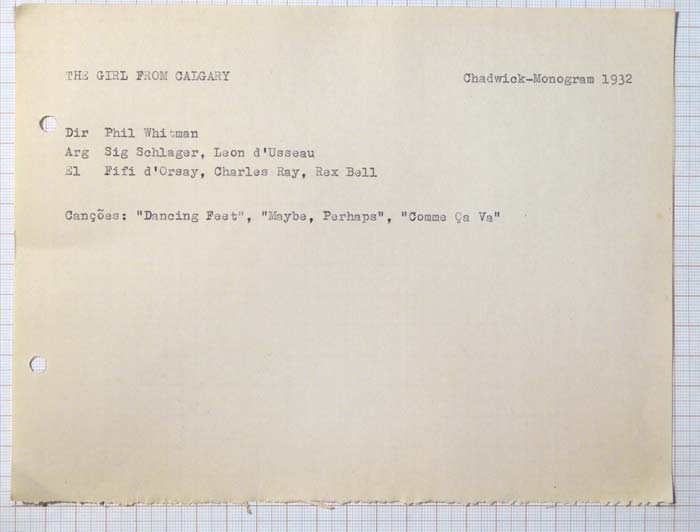 THE GIRL FROM CALGARY Chadwick-Monogram 1932
Dir Phil Whitman
Arg Sig Schlager, Leon d'Usseau
El Fifi d'Orsay, Charles Ray, Rex Bell
Canções: "Dancing Feet", "Maybe, Perhaps", "Comme Ça Va"